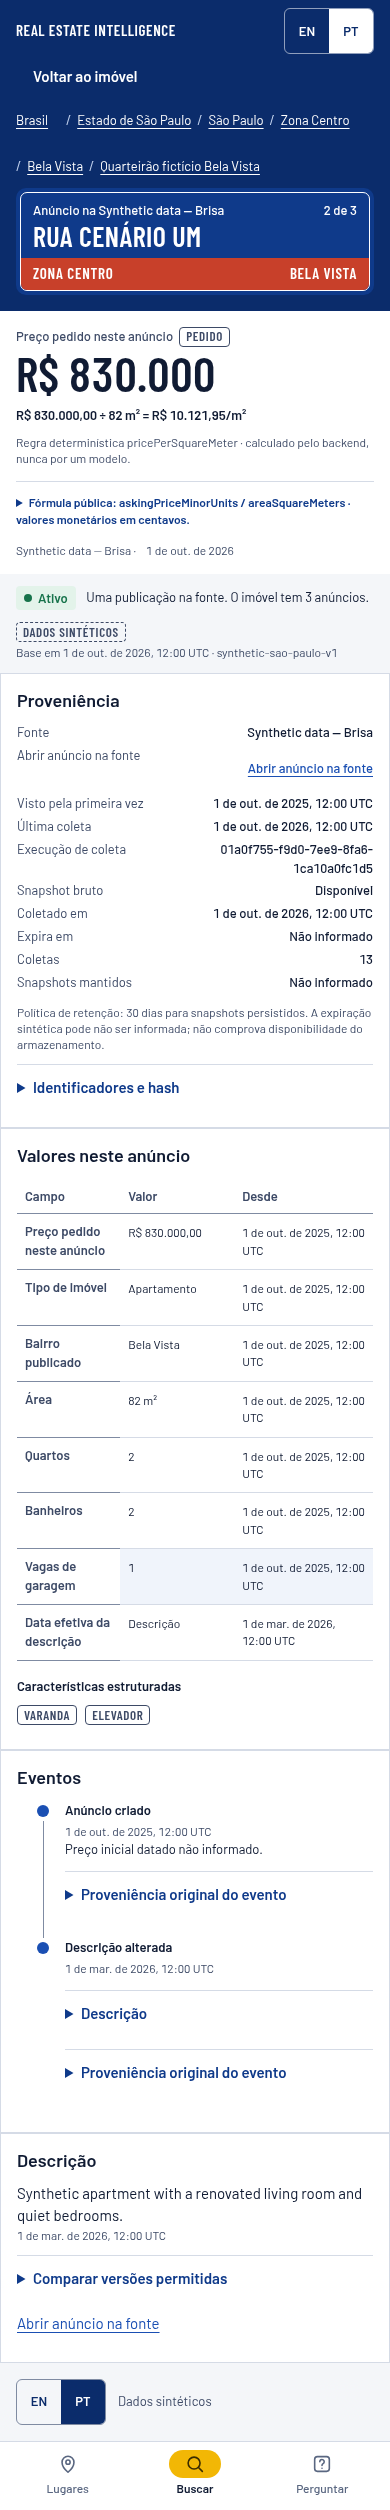 REAL ESTATE INTELLIGENCE
EN PT
Voltar ao imóvel
Brasil / Estado de São Paulo / São Paulo / Zona Centro
/ Bela Vista / Quarteirão fictício Bela Vista
Anúncio na Synthetic data — Brisa 2 de 3
RUA CENÁRIO UM
ZONA CENTRO BELA VISTA
Preço pedido neste anúncio PEDIDO
R$ 830.000
R$ 830.000,00 ÷ 82 m² = R$ 10.121,95/m²
Regra determinística pricePerSquareMeter · calculado pelo backend,
nunca por um modelo.
Fórmula pública: askingPriceMinorUnits / areaSquareMeters ·
valores monetários em centavos.
Synthetic data — Brisa · 1 de out. de 2026
Ativo Uma publicação na fonte. O imóvel tem 3 anúncios.
DADOS SINTÉTICOS
Base em 1 de out. de 2026, 12:00 UTC · synthetic-sao-paulo-v1
Proveniência
Fonte Synthetic data — Brisa
Abrir anúncio na fonte Abrir anúncio na fonte
Visto pela primeira vez 1 de out. de 2025, 12:00 UTC
Última coleta 1 de out. de 2026, 12:00 UTC
Execução de coleta 01a0f755-f9d0-7ee9-8fa6-
1ca10a0fc1d5
Snapshot bruto Disponível
Coletado em 1 de out. de 2026, 12:00 UTC
Expira em Não informado
Coletas 13
Snapshots mantidos Não informado
Política de retenção: 30 dias para snapshots persistidos. A expiração
sintética pode não ser informada; não comprova disponibilidade do
armazenamento.
Identificadores e hash
Valores neste anúncio
Campo Valor Desde
Preço pedido neste anúncio R$ 830.000,00 1 de out. de 2025, 12:00 UTC
Tipo de imóvel Apartamento 1 de out. de 2025, 12:00 UTC
Bairro publicado Bela Vista 1 de out. de 2025, 12:00 UTC
Área 82 m² 1 de out. de 2025, 12:00 UTC
Quartos 2 1 de out. de 2025, 12:00 UTC
Banheiros 2 1 de out. de 2025, 12:00 UTC
Vagas de garagem 1 1 de out. de 2025, 12:00 UTC
Data efetiva da descrição Descrição 1 de mar. de 2026, 12:00 UTC
Características estruturadas
VARANDA ELEVADOR
Eventos
Anúncio criado
1 de out. de 2025, 12:00 UTC
Preço inicial datado não informado.
Proveniência original do evento
Descrição alterada
1 de mar. de 2026, 12:00 UTC
Descrição
Proveniência original do evento
Descrição
Synthetic apartment with a renovated living room and
quiet bedrooms.
1 de mar. de 2026, 12:00 UTC
Comparar versões permitidas
Abrir anúncio na fonte
EN PT Dados sintéticos
Lugares Buscar Perguntar